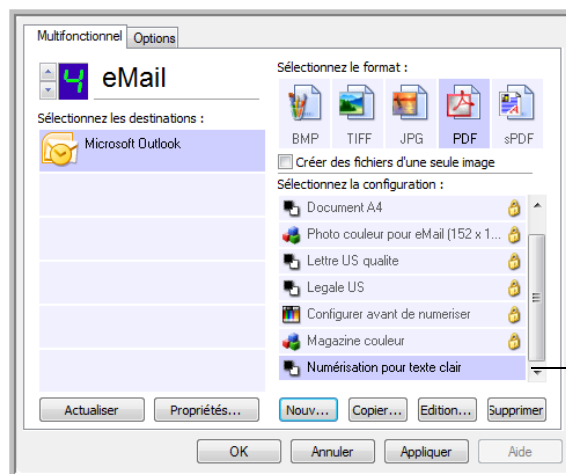 Multifonctionnel Options
4 eMail
Sélectionnez les destinations :
Microsoft Outlook
Sélectionnez le format :
BMP TIFF JPG PDF sPDF
Créer des fichiers d'une seule image
Sélectionnez la configuration :
Document A4
Photo couleur pour eMail (152 x 1...
Lettre US qualite
Legale US
Configurer avant de numeriser
Magazine couleur
Numérisation pour texte clair
Actualiser Propriétés... Nouv... Copier... Edition... Supprimer
OK Annuler Appliquer Aide